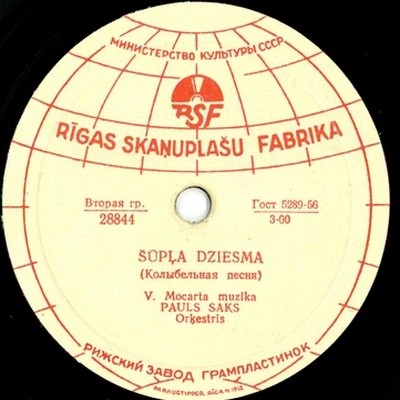 МИНИСТЕРСТВО КУЛЬТУРЫ СССР
RSF
RĪGAS SKAŅUPLAŠU FABRIKA
Вторая гр. Гост 5289-56
28844 3-00
ŠŪPĻA DZIESMA
(Колыбельная песня)
V. Mocarta muzika
PAULS SAKS
Orķestris
РИЖСКИЙ ЗАВОД ГРАМПЛАСТИНОК